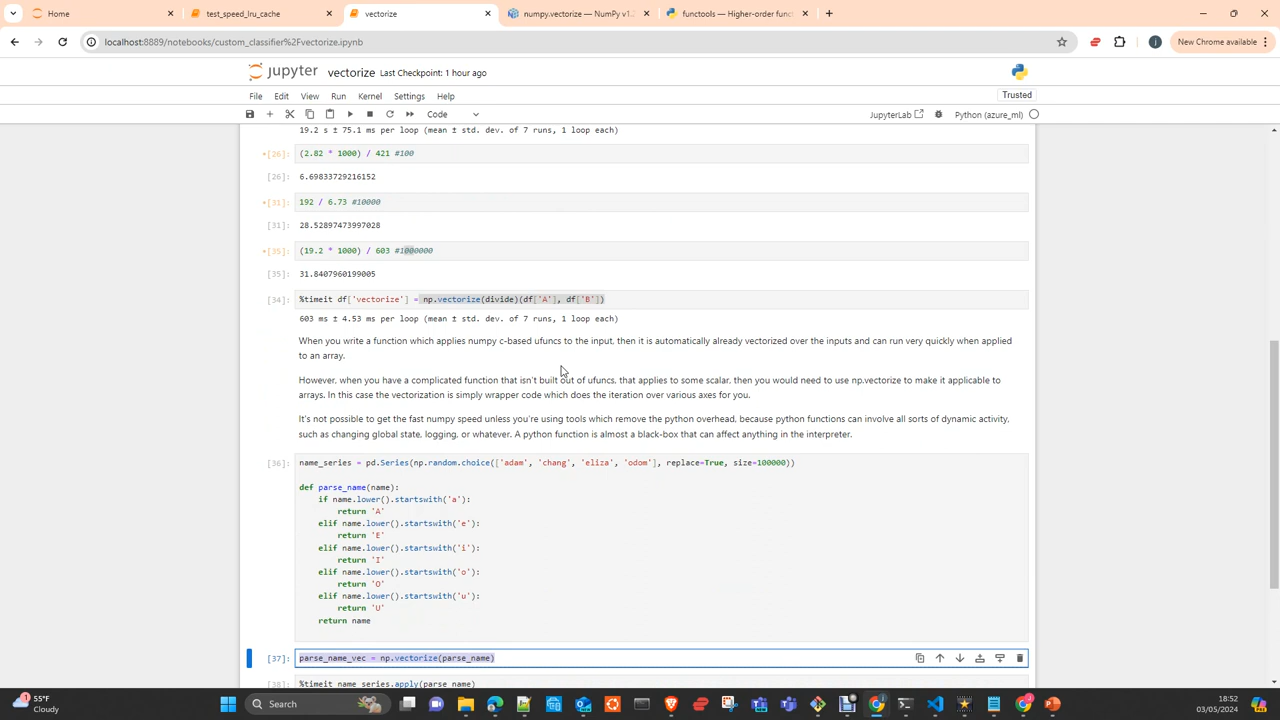 Home
test_speed_lru_cache
vectorize
numpy.vectorize — NumPy v1.
functools — Higher-order func
localhost:8889/notebooks/custom_classifier%2Fvectorize.ipynb
New Chrome available
jupyter vectorize Last Checkpoint: 1 hour ago
File Edit View Run Kernel Settings Help
Trusted
Code
JupyterLab Python (azure_ml)
19.2 s ± 75.1 ms per loop (mean ± std. dev. of 7 runs, 1 loop each)
[26]: (2.82 * 1000) / 421 #100
[26]: 6.69833729216152
[31]: 192 / 6.73 #10000
[31]: 28.52897473997028
[35]: (19.2 * 1000) / 603 #1000000
[35]: 31.8407960199005
[34]: %timeit df['vectorize'] = np.vectorize(divide)(df['A'], df['B'])
603 ms ± 4.53 ms per loop (mean ± std. dev. of 7 runs, 1 loop each)
When you write a function which applies numpy c-based ufuncs to the input, then it is automatically already vectorized over the inputs and can run very quickly when applied
to an array.
However, when you have a complicated function that isn't built out of ufuncs, that applies to some scalar, then you would need to use np.vectorize to make it applicable to
arrays. In this case the vectorization is simply wrapper code which does the iteration over various axes for you.
It's not possible to get the fast numpy speed unless you're using tools which remove the python overhead, because python functions can involve all sorts of dynamic activity,
such as changing global state, logging, or whatever. A python function is almost a black-box that can affect anything in the interpreter.
[36]: name_series = pd.Series(np.random.choice(['adam', 'chang', 'eliza', 'odom'], replace=True, size=100000))
def parse_name(name):
if name.lower().startswith('a'):
return 'A'
elif name.lower().startswith('e'):
return 'E'
elif name.lower().startswith('i'):
return 'I'
elif name.lower().startswith('o'):
return 'O'
elif name.lower().startswith('u'):
return 'U'
return name
[37]: parse_name_vec = np.vectorize(parse_name)
[38]: %timeit name_series.apply(parse_name)
55°F
Cloudy
Search
18:52
03/05/2024